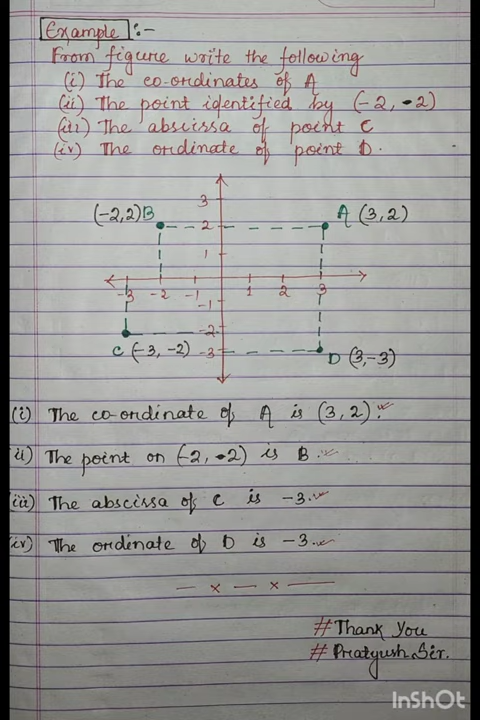 Example :-
From figure write the following
(i) The co-ordinates of A
(ii) The point identified by (-2, -2)
(iii) The abscissa of point C
(iv) The ordinate of point D.
3
(-2,2) B
2
A (3,2)
1
-3 -2 -1 1 2 3
-1
-2
C (-3, -2)
-3
D (3,-3)
(i) The co-ordinate of A is (3, 2).
ii) The point on (-2, -2) is B.
(iii) The abscissa of C is -3.
(iv) The ordinate of D is -3.
— x — x —
# Thank You
# Pratyush Sir.
InShOt